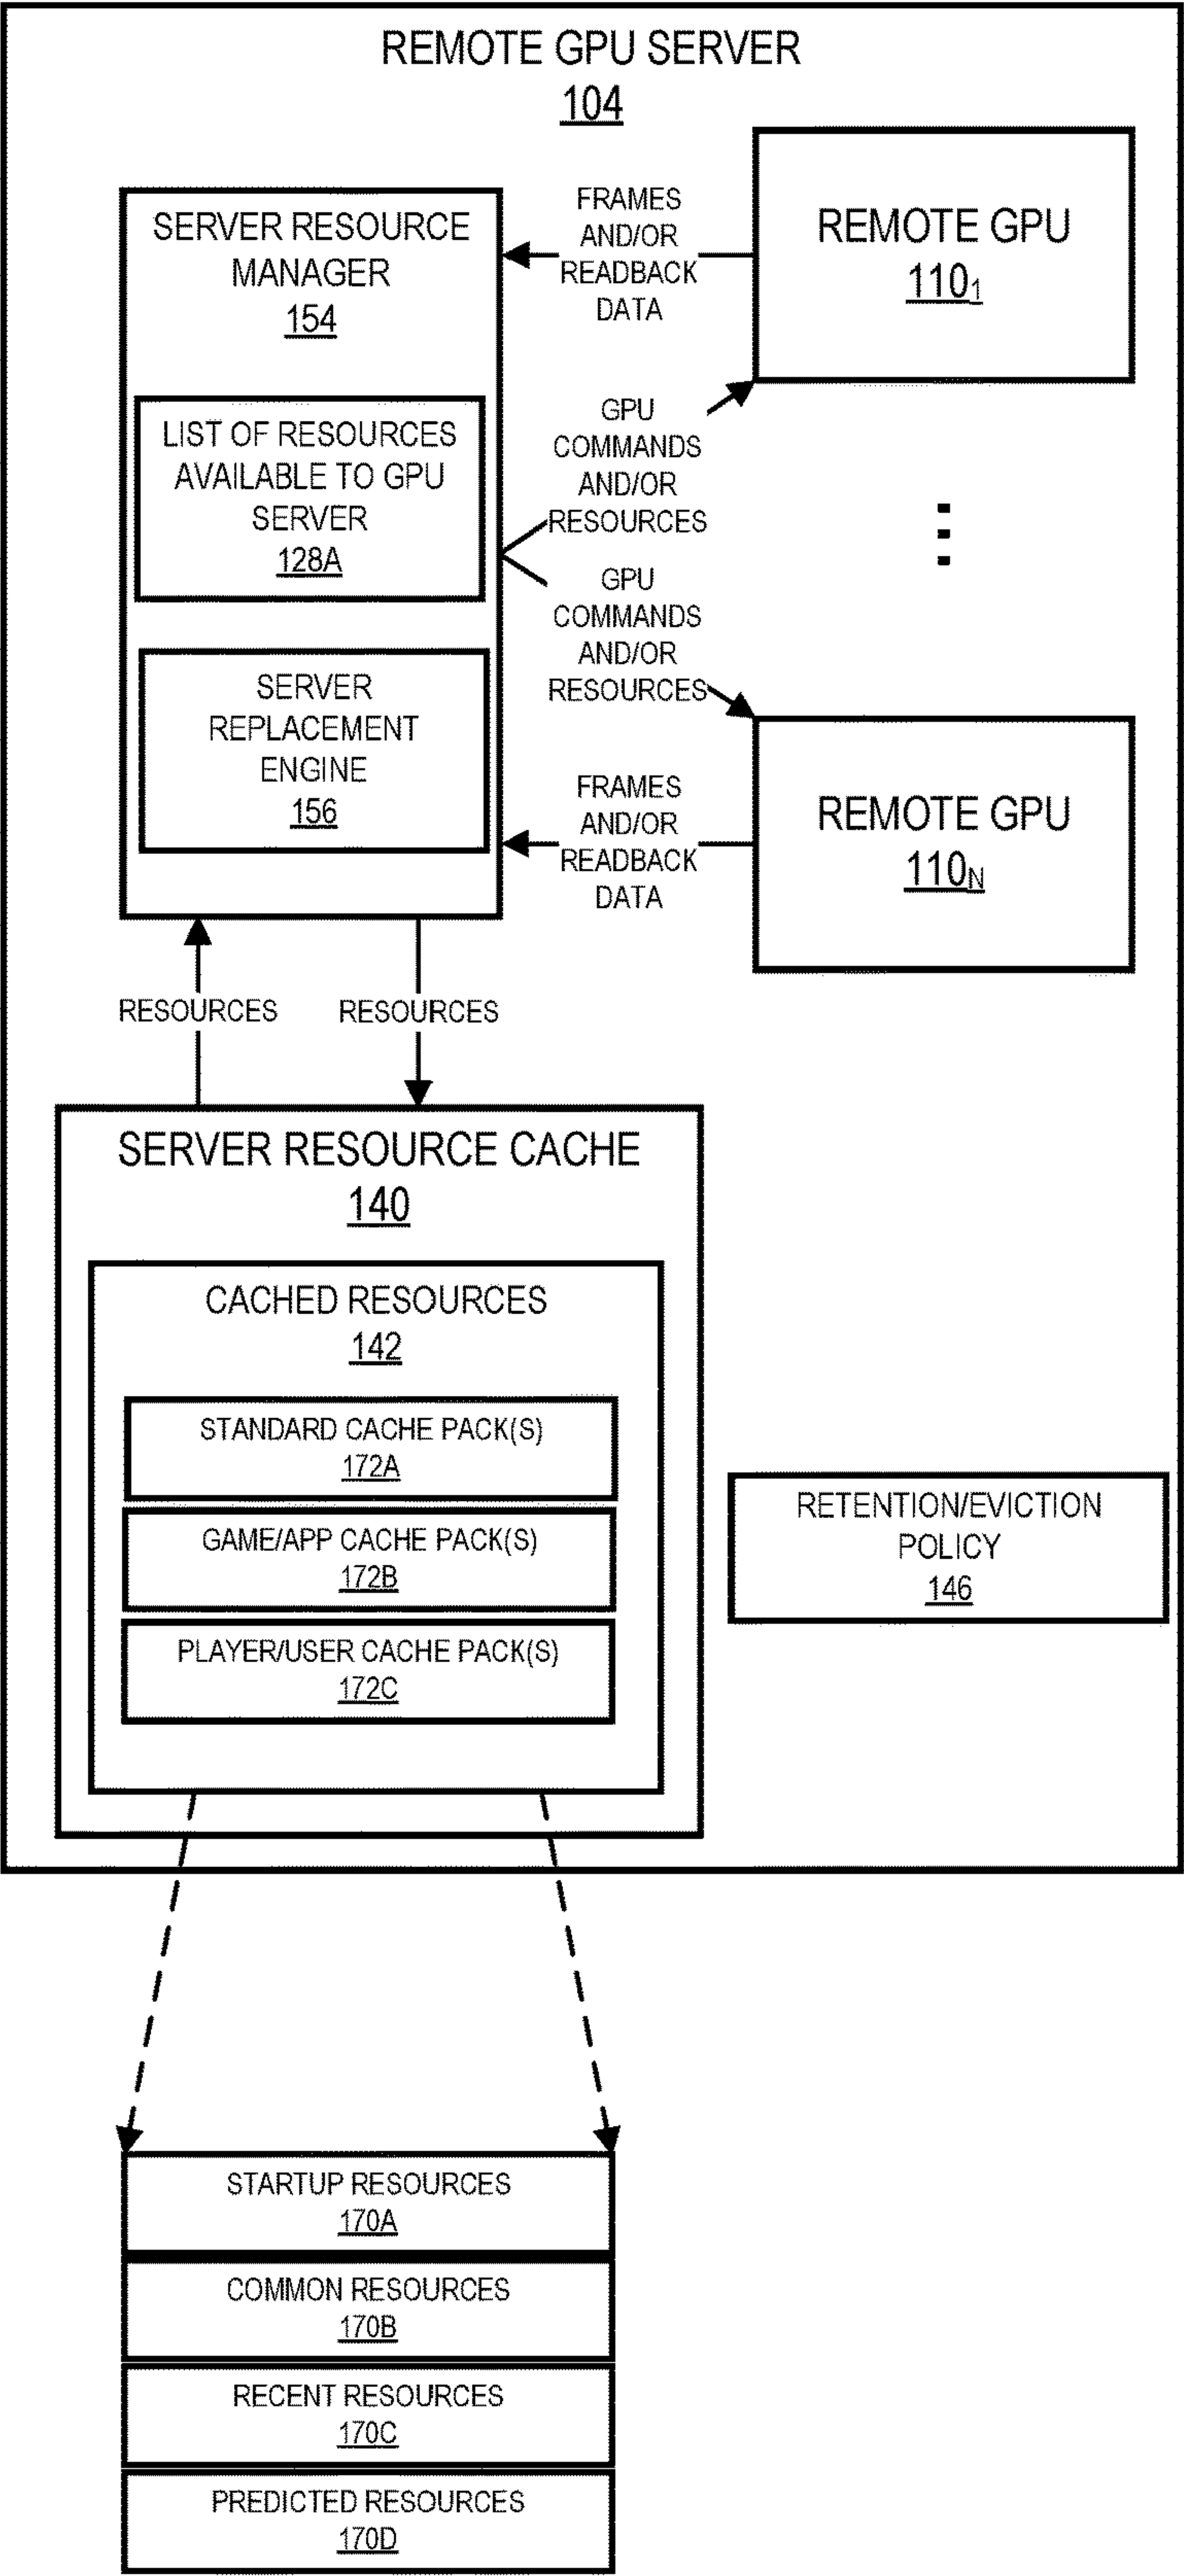 REMOTE GPU SERVER
104
SERVER RESOURCE
MANAGER
154
LIST OF RESOURCES
AVAILABLE TO GPU
SERVER
128A
SERVER
REPLACEMENT
ENGINE
156
FRAMES
AND/OR
READBACK
DATA
GPU
COMMANDS
AND/OR
RESOURCES
GPU
COMMANDS
AND/OR
RESOURCES
FRAMES
AND/OR
READBACK
DATA
REMOTE GPU
110₁
REMOTE GPU
110N
RESOURCES
RESOURCES
SERVER RESOURCE CACHE
140
CACHED RESOURCES
142
STANDARD CACHE PACK(S)
172A
GAME/APP CACHE PACK(S)
172B
PLAYER/USER CACHE PACK(S)
172C
RETENTION/EVICTION
POLICY
146
STARTUP RESOURCES
170A
COMMON RESOURCES
170B
RECENT RESOURCES
170C
PREDICTED RESOURCES
170D